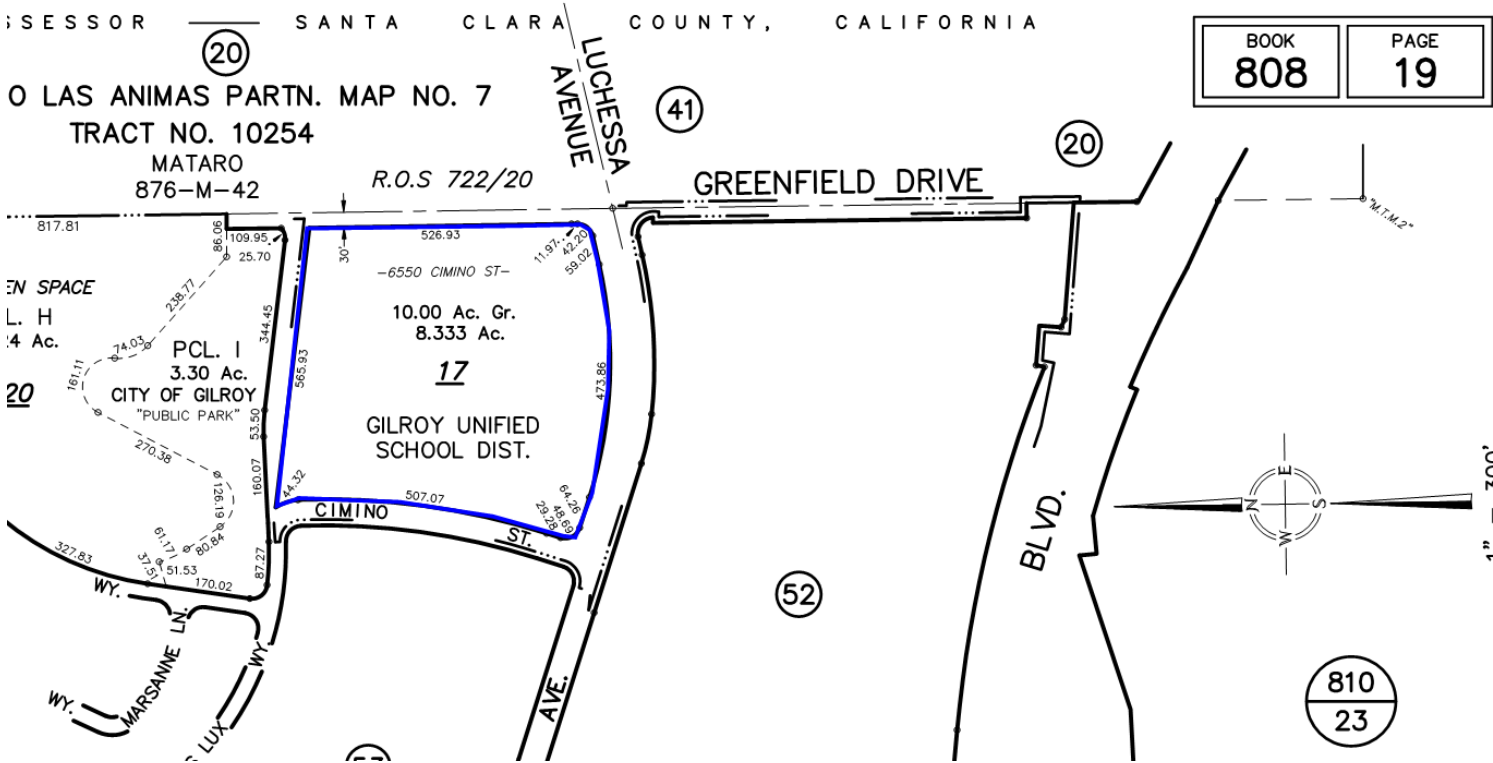 SSESSOR — SANTA CLARA COUNTY, CALIFORNIA
BOOK
808
PAGE
19
20
O LAS ANIMAS PARTN. MAP NO. 7
TRACT NO. 10254
MATARO
876-M-42
R.O.S 722/20
LUCHESSA
AVENUE
41
GREENFIELD DRIVE
20
"M.T.M.2"
817.81
86.06
109.95
25.70
30'
526.93
11.97
42.20
59.02
-6550 CIMINO ST-
EN SPACE
L. H
24 Ac.
20
238.77
74.03
161.11
344.45
PCL. I
3.30 Ac.
CITY OF GILROY
"PUBLIC PARK"
53.50
565.93
10.00 Ac. Gr.
8.333 Ac.
17
GILROY UNIFIED
SCHOOL DIST.
473.86
270.38
126.19
160.07
44.32
507.07
CIMINO
ST.
64.26
48.69
29.28
61.17
80.84
37.51
51.53
87.27
327.83
170.02
WY.
MARSANNE LN.
WY.
WY.
LUX
AVE.
BLVD.
52
N
E
S
W
1" = 300'
810
23
53